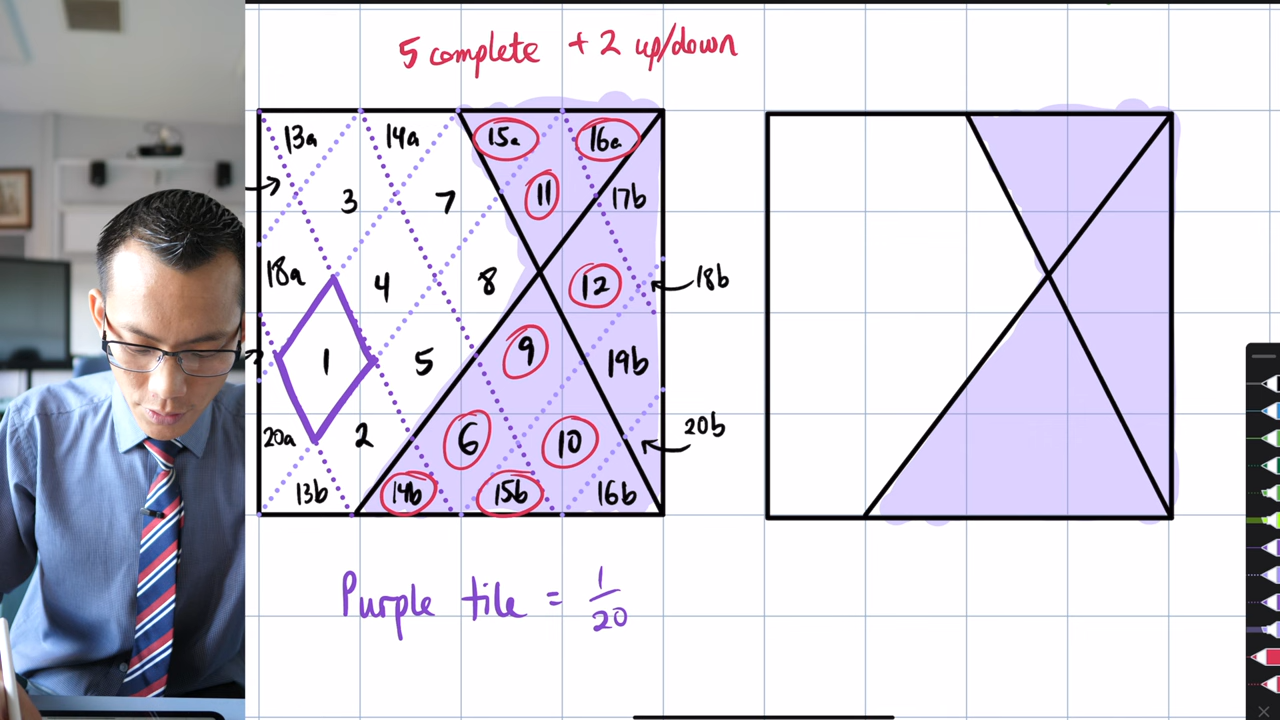 5 complete + 2 up/down
13a 14a 15a 16a
3 7 11 17b
18a 4 8 12 18b
1 5 9 19b
20a 2 6 10 20b
13b 14b 15b 16b
Purple tile = 1/20